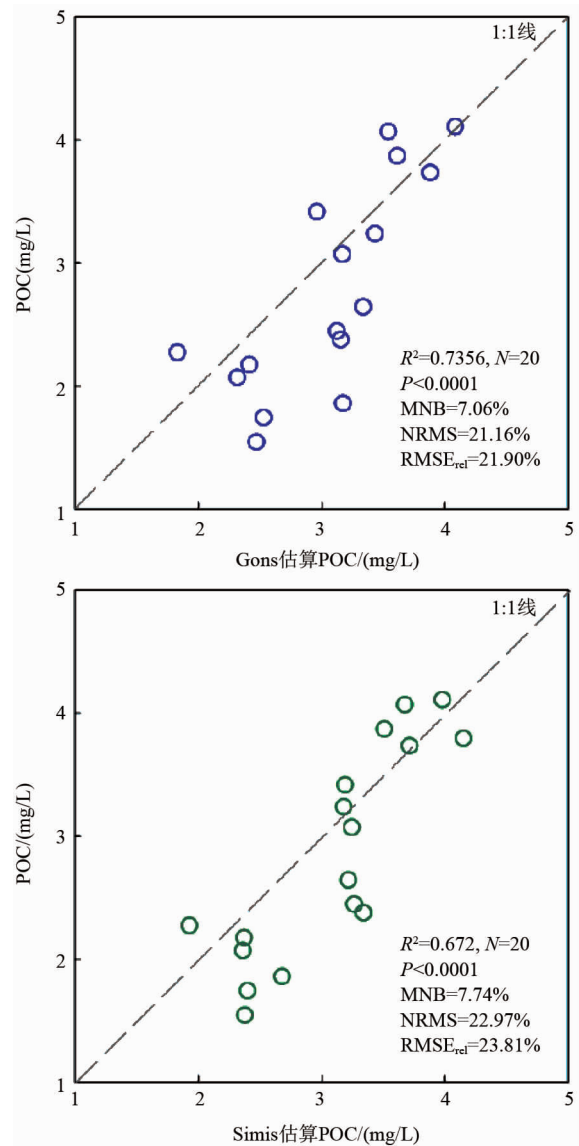 5
1:1线
4
POC(mg/L)
3
R²=0.7356, N=20
P<0.0001
2
MNB=7.06%
NRMS=21.16%
RMSErel=21.90%
1
1 2 3 4 5
Gons估算POC/(mg/L)
5
1:1线
4
POC/(mg/L)
3
R²=0.672, N=20
P<0.0001
2
MNB=7.74%
NRMS=22.97%
RMSErel=23.81%
1
1 2 3 4 5
Simis估算POC/(mg/L)